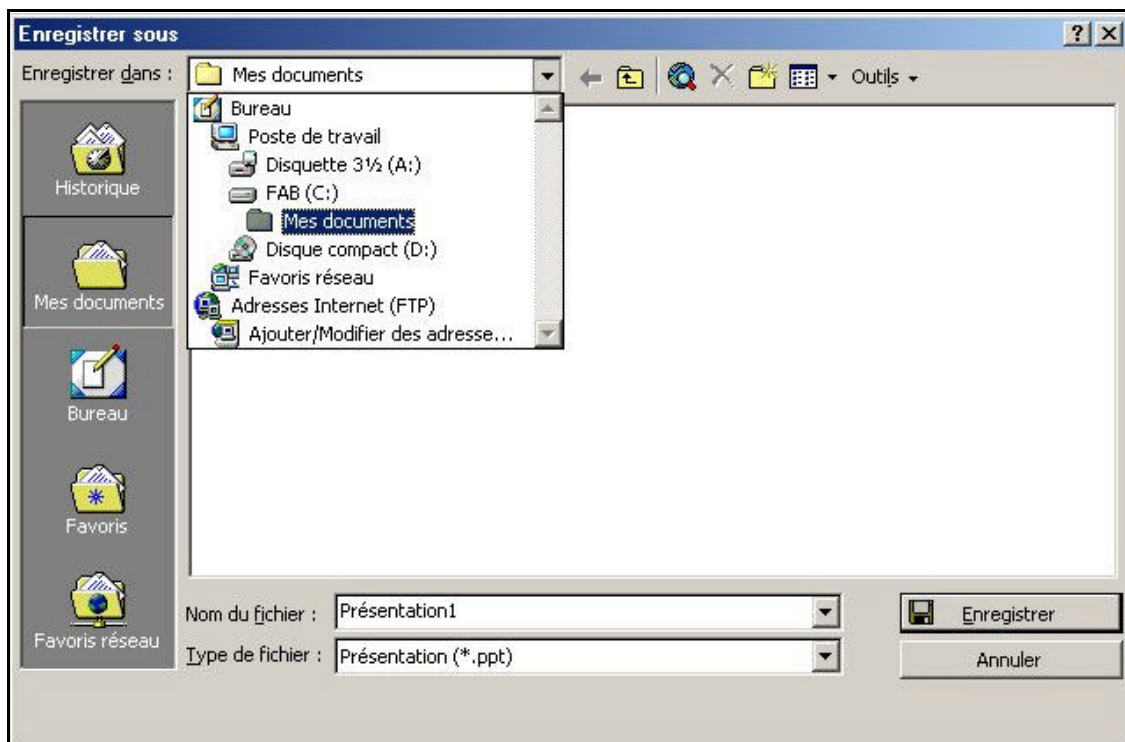 Enregistrer sous
Enregistrer dans :
Mes documents
Outils
Bureau
Poste de travail
Disquette 3½ (A:)
FAB (C:)
Mes documents
Disque compact (D:)
Favoris réseau
Adresses Internet (FTP)
Ajouter/Modifier des adresse...
Historique
Mes documents
Bureau
Favoris
Favoris réseau
Nom du fichier :
Présentation1
Enregistrer
Type de fichier :
Présentation (*.ppt)
Annuler